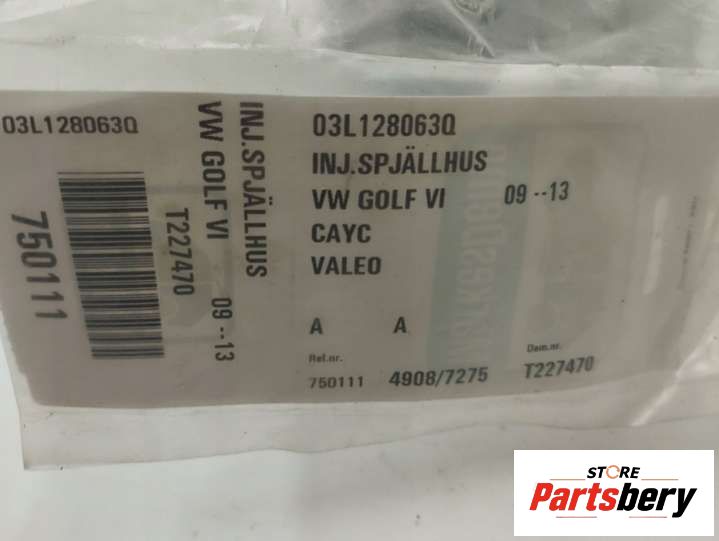 03L128063Q
750111
VW GOLF VI 09 --13
T227470
INJ.SPJÄLLHUS
03L128063Q
INJ.SPJÄLLHUS
VW GOLF VI 09 --13
CAYC
VALEO
A A
Ref.nr. Dem.nr.
750111 4908/7275 T227470
STORE
Partsbery